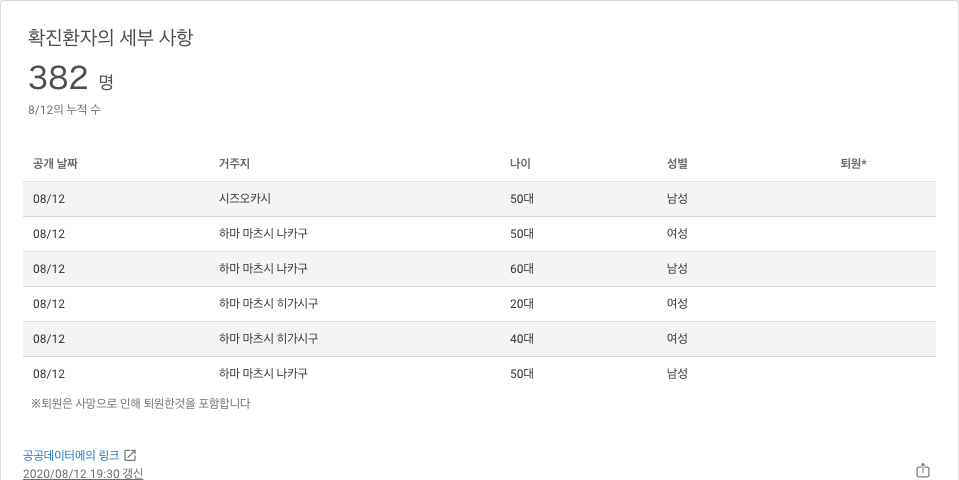 확진환자의 세부 사항
382 명
8/12의 누적 수
공개 날짜 거주지 나이 성별 퇴원*
08/12 시즈오카시 50대 남성
08/12 하마 마츠시 나카구 50대 여성
08/12 하마 마츠시 나카구 60대 남성
08/12 하마 마츠시 히가시구 20대 여성
08/12 하마 마츠시 히가시구 40대 여성
08/12 하마 마츠시 나카구 50대 남성
※퇴원은 사망으로 인해 퇴원한것을 포함합니다
공공데이터에의 링크
2020/08/12 19:30 갱신